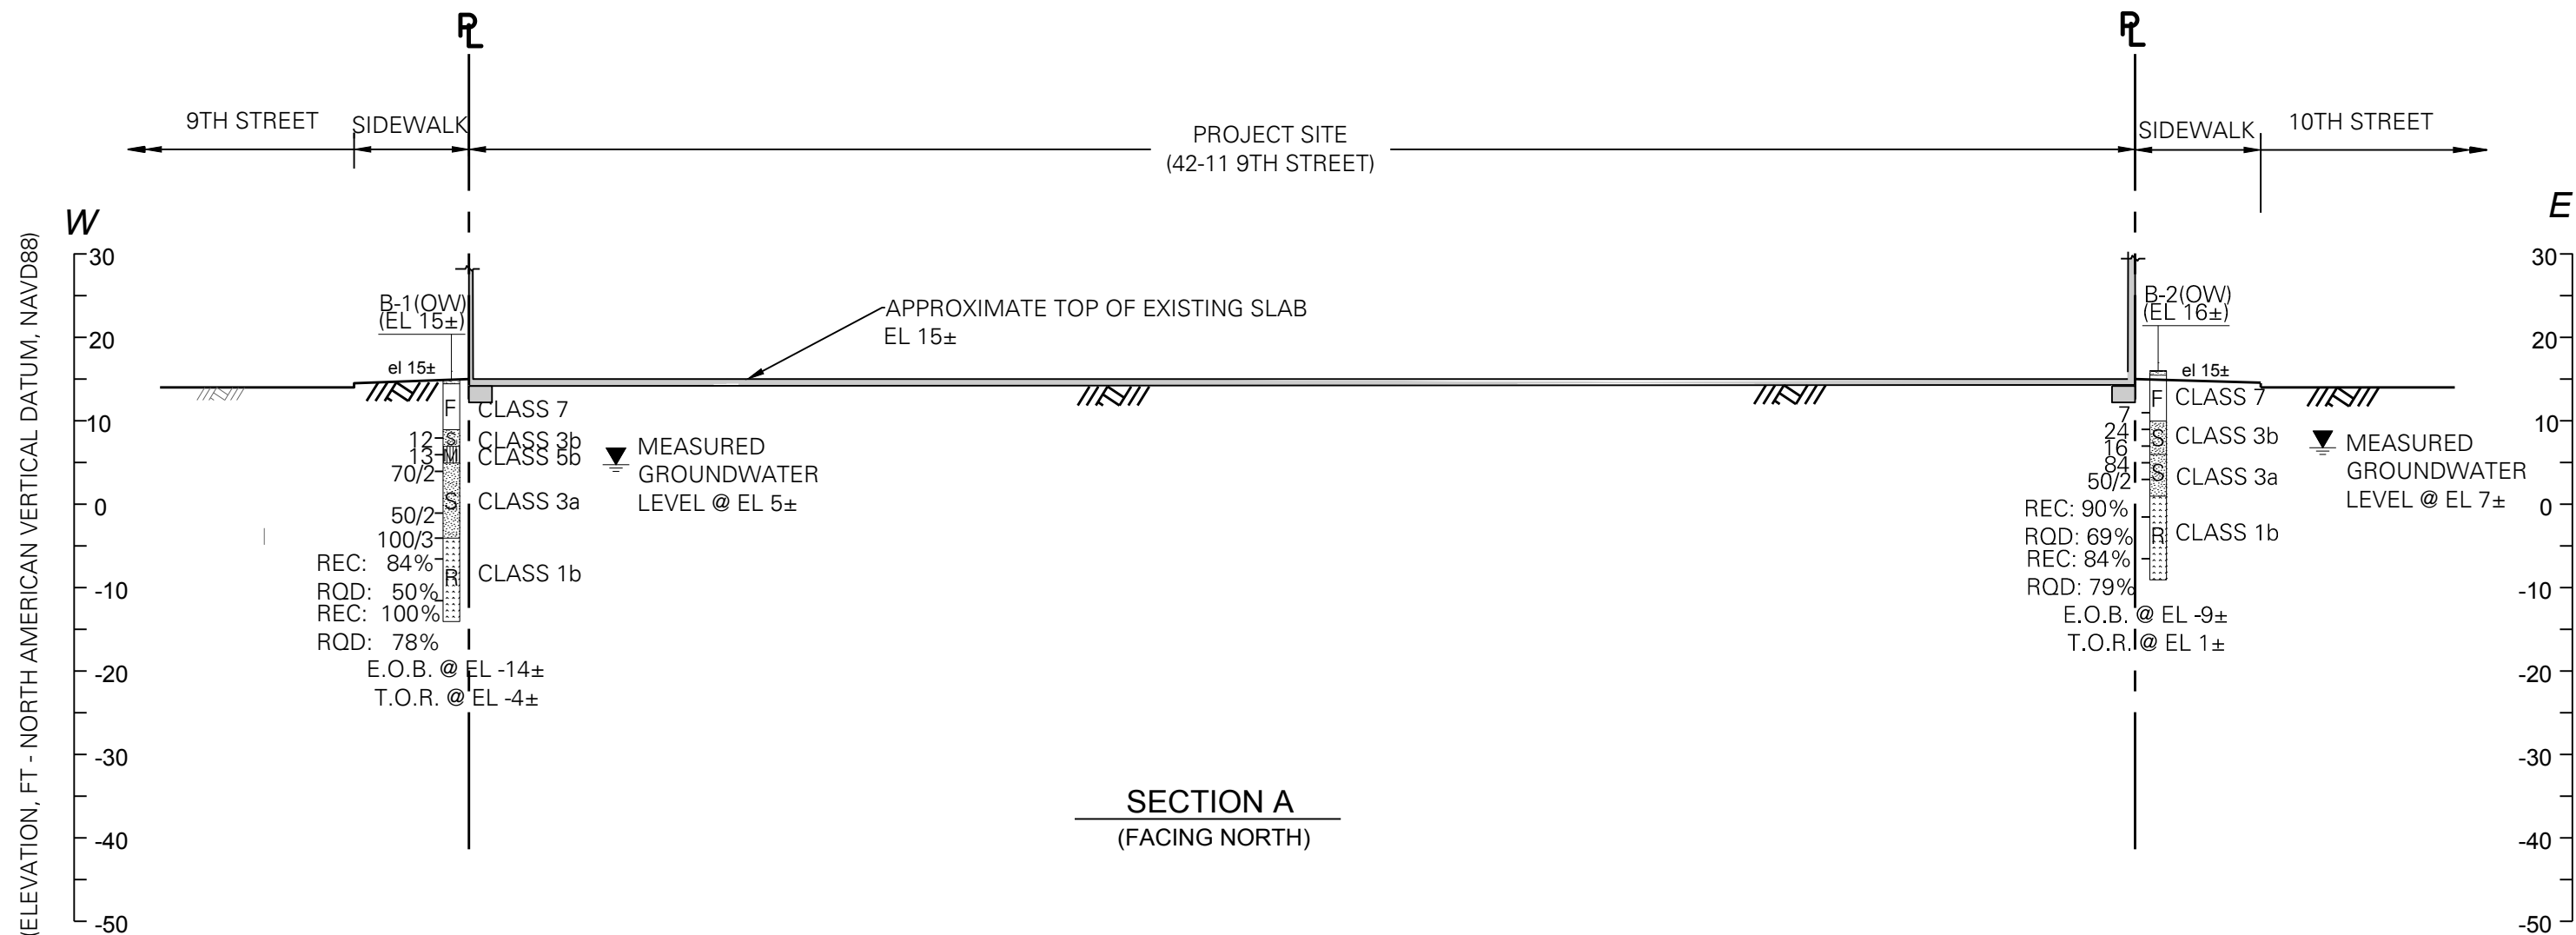 PL
PL
9TH STREET
SIDEWALK
PROJECT SITE
(42-11 9TH STREET)
SIDEWALK
10TH STREET
W
E
(ELEVATION, FT - NORTH AMERICAN VERTICAL DATUM, NAVD88)
30
20
10
0
-10
-20
-30
-40
-50
B-1(OW)
(EL 15±)
el 15±
F
CLASS 7
12
S
CLASS 3b
13
M
CLASS 5b
70/2
S
CLASS 3a
50/2
100/3
REC: 84%
RQD: 50%
R
CLASS 1b
REC: 100%
RQD: 78%
E.O.B. @ EL -14±
T.O.R. @ EL -4±
MEASURED
GROUNDWATER
LEVEL @ EL 5±
APPROXIMATE TOP OF EXISTING SLAB
EL 15±
SECTION A
(FACING NORTH)
B-2(OW)
(EL 16±)
el 15±
F
CLASS 7
7
24
S
CLASS 3b
16
84
S
CLASS 3a
50/2
REC: 90%
RQD: 69%
R
CLASS 1b
REC: 84%
RQD: 79%
E.O.B. @ EL -9±
T.O.R. @ EL 1±
MEASURED
GROUNDWATER
LEVEL @ EL 7±
30
20
10
0
-10
-20
-30
-40
-50